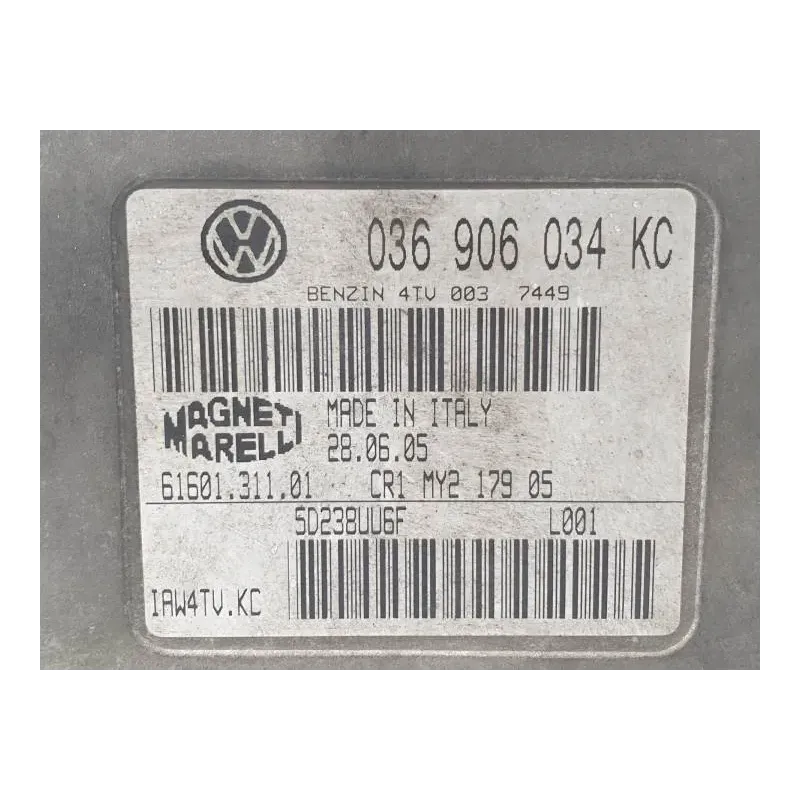 036 906 034 KC
BENZIN 4TV 003 7449
MAGNETI
MARELLI
MADE IN ITALY
28.06.05
61601.311.01 CR1 MY2 179 05
SD238UU6F L001
IAW4TV.KC